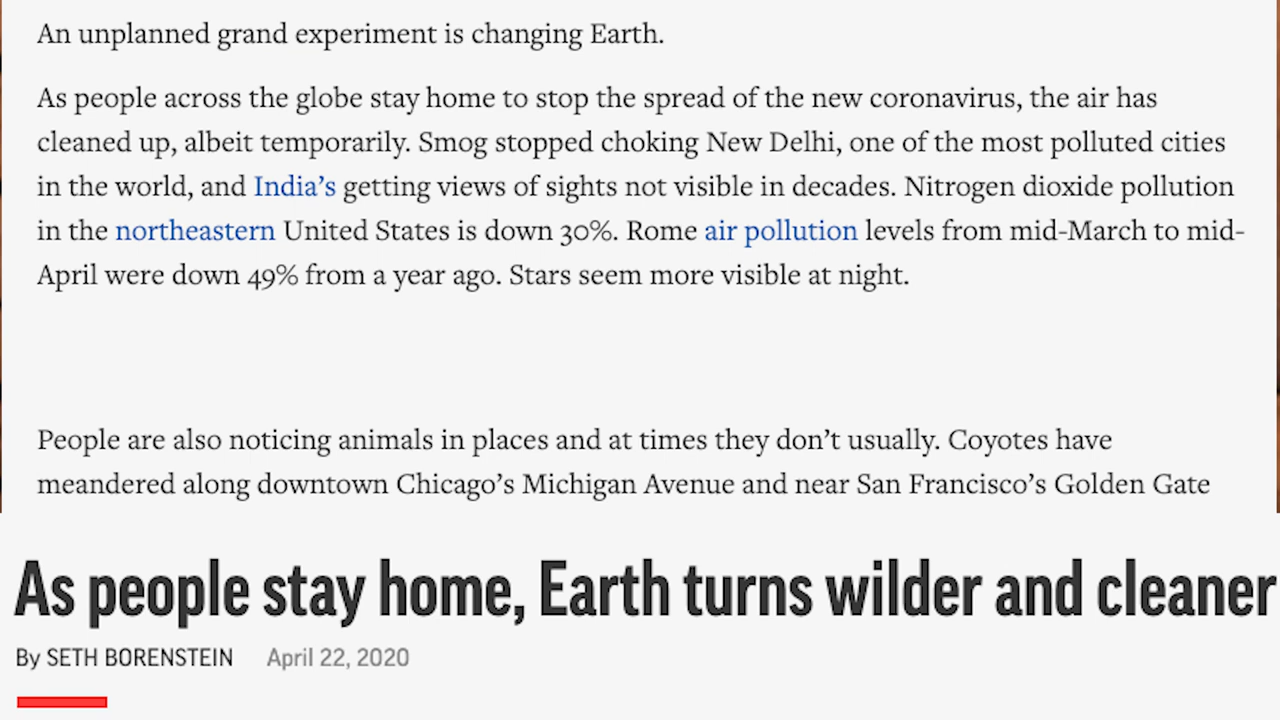 An unplanned grand experiment is changing Earth.
As people across the globe stay home to stop the spread of the new coronavirus, the air has
cleaned up, albeit temporarily. Smog stopped choking New Delhi, one of the most polluted cities
in the world, and India’s getting views of sights not visible in decades. Nitrogen dioxide pollution
in the northeastern United States is down 30%. Rome air pollution levels from mid-March to mid-
April were down 49% from a year ago. Stars seem more visible at night.
People are also noticing animals in places and at times they don’t usually. Coyotes have
meandered along downtown Chicago’s Michigan Avenue and near San Francisco’s Golden Gate
As people stay home, Earth turns wilder and cleaner
By SETH BORENSTEIN April 22, 2020